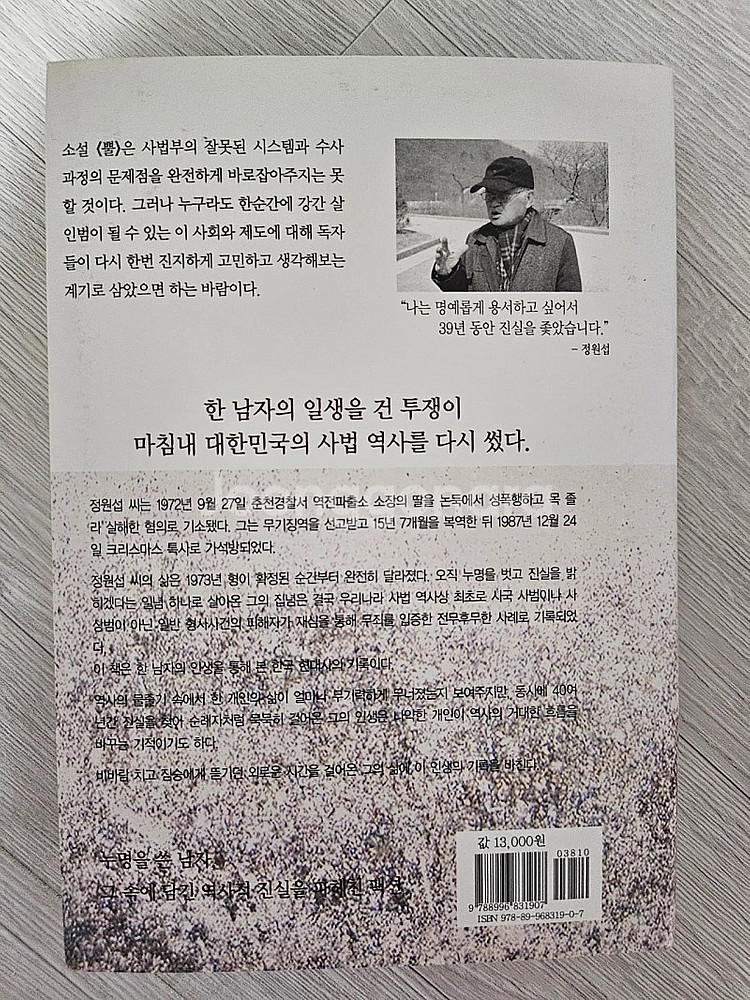 소설 《뿔》은 사법부의 잘못된 시스템과 수사
과정의 문제점을 완전하게 바로잡아주지는 못
할 것이다. 그러나 누구라도 한순간에 강간 살
인범이 될 수 있는 이 사회와 제도에 대해 독자
들이 다시 한번 진지하게 고민하고 생각해보는
계기로 삼았으면 하는 바람이다.
“나는 명예롭게 용서하고 싶어서
39년 동안 진실을 좇았습니다.”
– 정원섭
한 남자의 일생을 건 투쟁이
마침내 대한민국의 사법 역사를 다시 썼다.
정원섭 씨는 1972년 9월 27일 춘천경찰서 역전파출소 소장의 딸을 논둑에서 성폭행하고 목 졸
라 살해한 혐의로 기소됐다. 그는 무기징역을 선고받고 15년 7개월을 복역한 뒤 1987년 12월 24
일 크리스마스 특사로 가석방되었다.
정원섭 씨의 삶은 1973년 형이 확정된 순간부터 완전히 달라졌다. 오직 누명을 벗고 진실을 밝
히겠다는 일념 하나로 살아온 그의 집념은 결국 우리나라 사법 역사상 최초로 시국 사범이나 사
상범이 아닌 일반 형사사건의 피해자가 재심을 통해 무죄를 입증한 전무후무한 사례로 기록되었
다.
이 책은 한 남자의 인생을 통해 본 한국 현대사의 기록이다.
역사의 물줄기 속에서 한 개인의 삶이 얼마나 무기력하게 무너졌는지 보여주지만, 동시에 40여
년간 진실을 찾아 순례자처럼 묵묵히 걸어온 그의 인생은 나약한 개인이 역사의 거대한 흐름을
바꾸는 기적이기도 하다.
비바람 치고 짐승에게 뜯기던 외로운 시간을 걸어온 그의 삶에 이 인생의 기록을 바친다.
누명을 쓴 남자,
그 속에 담긴 역사적 진실을 파헤친 팩션
값 13,000원
03810
9 788996 831907
ISBN 978-89-968319-0-7